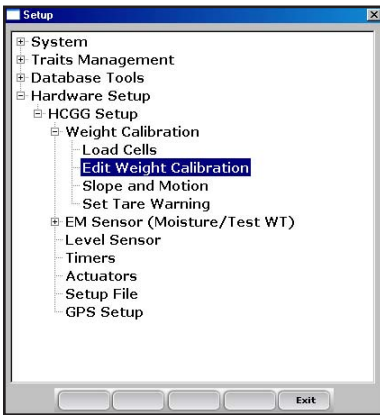 Setup
System
Traits Management
Database Tools
Hardware Setup
HCGG Setup
Weight Calibration
Load Cells
Edit Weight Calibration
Slope and Motion
Set Tare Warning
EM Sensor (Moisture/Test WT)
Level Sensor
Timers
Actuators
Setup File
GPS Setup
Exit